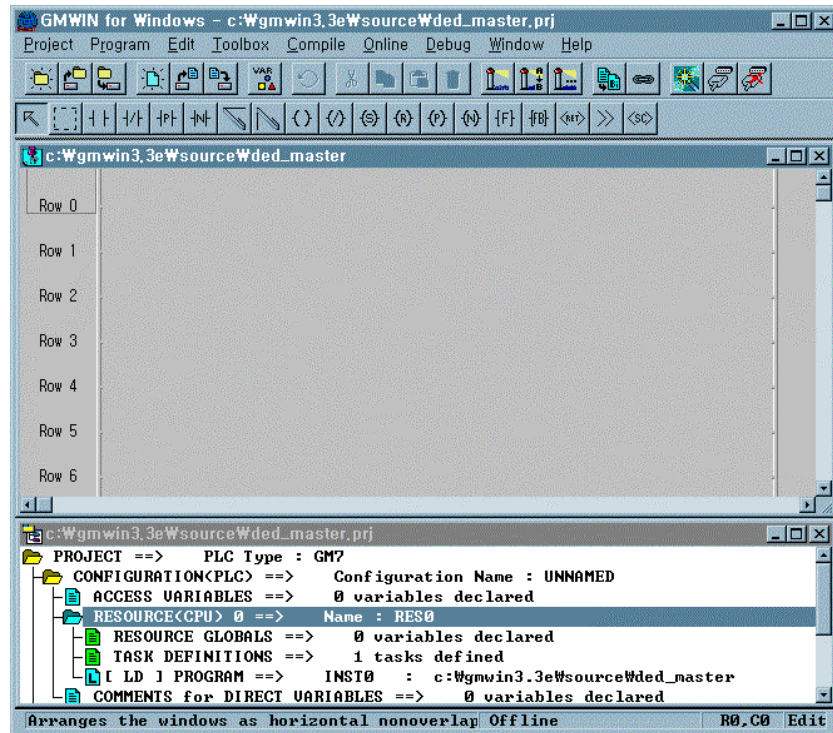 GMWIN for Windows - c:₩gmwin3,3e₩source₩ded_master,prj
Project Program Edit Toolbox Compile Online Debug Window Help
VAR
{F} {FB} <RET> >> <SC>
c:₩gmwin3,3e₩source₩ded_master
Row 0
Row 1
Row 2
Row 3
Row 4
Row 5
Row 6
c:₩gmwin3,3e₩source₩ded_master,prj
PROJECT ==> PLC Type : GM7
CONFIGURATION(PLC) ==> Configuration Name : UNNAMED
ACCESS VARIABLES ==> 0 variables declared
RESOURCE(CPU) 0 ==> Name : RES0
RESOURCE GLOBALS ==> 0 variables declared
TASK DEFINITIONS ==> 1 tasks defined
[ LD ] PROGRAM ==> INST0 : c:₩gmwin3.3e₩source₩ded_master
COMMENTS for DIRECT VARIABLES ==> 0 variables declared
Arranges the windows as horizontal nonoverlap Offline R0,C0 Edit